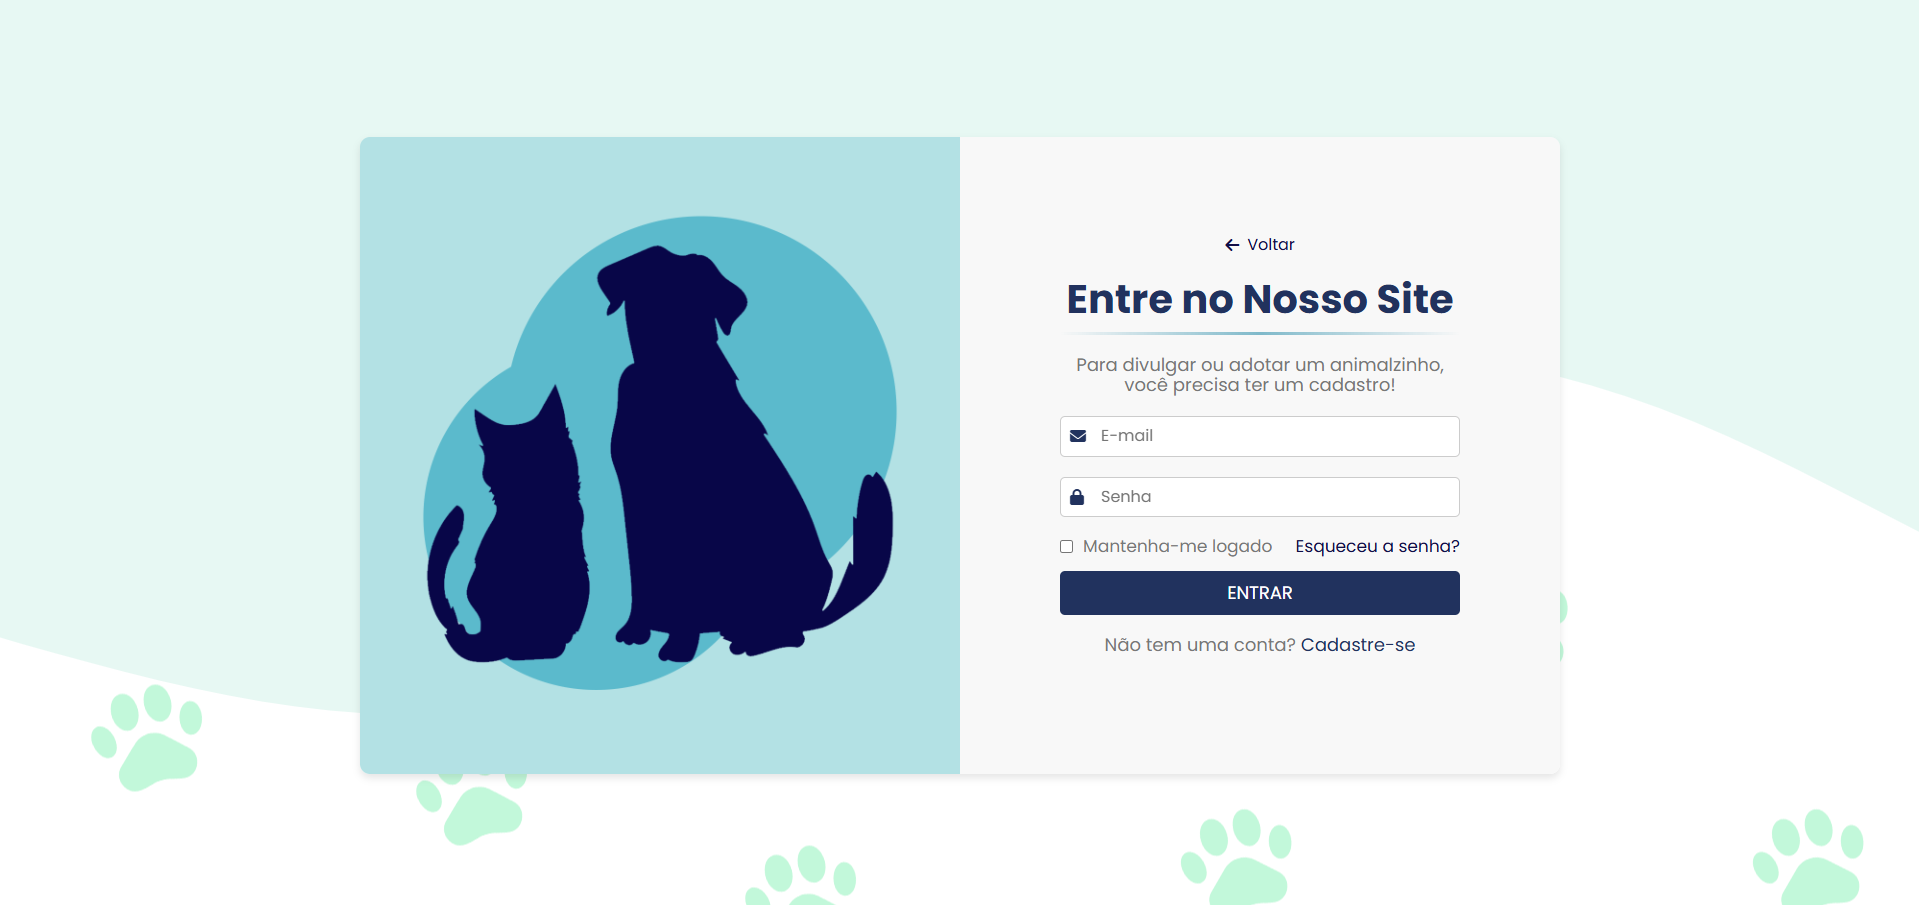 Voltar
Entre no Nosso Site
Para divulgar ou adotar um animalzinho,
você precisa ter um cadastro!
E-mail
Senha
Mantenha-me logado Esqueceu a senha?
ENTRAR
Não tem uma conta? Cadastre-se